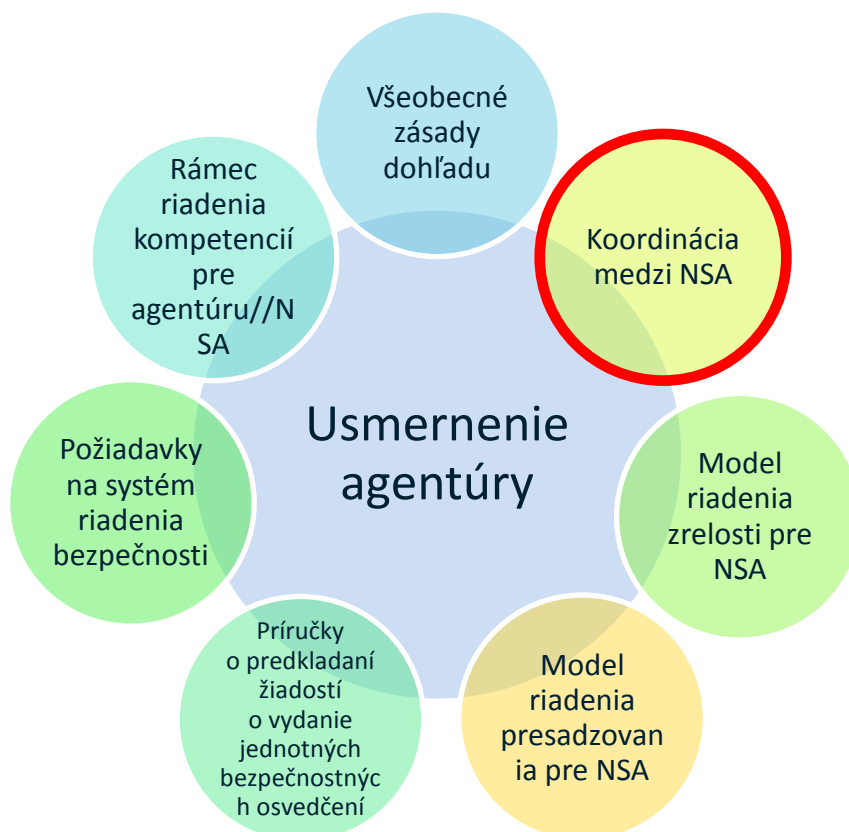 Všeobecné
zásady
dohľadu
Koordinácia
medzi NSA
Model
riadenia
zrelosti pre
NSA
Model
riadenia
presadzovan
ia pre NSA
Príručky
o predkladaní
žiadostí
o vydanie
jednotných
bezpečnostnýc
h osvedčení
Požiadavky
na systém
riadenia
bezpečnosti
Rámec
riadenia
kompetencií
pre
agentúru//N
SA
Usmernenie
agentúry